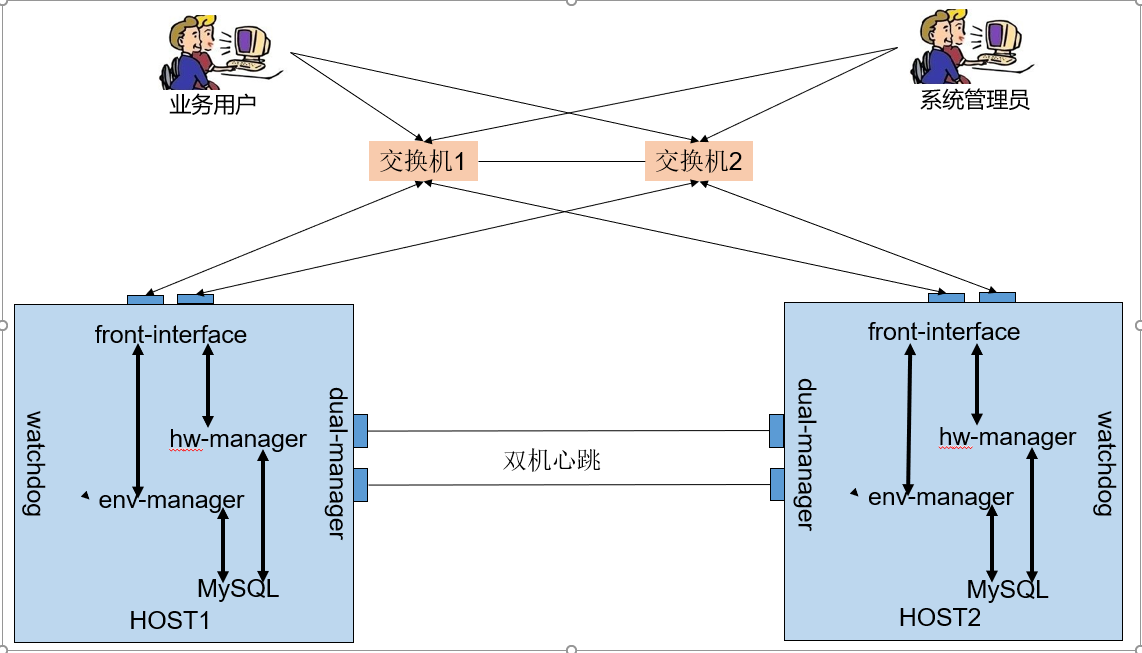 业务用户
系统管理员
交换机1
交换机2
front-interface
hw-manager
env-manager
MySQL
HOST1
watchdog
dual-manager
双机心跳
front-interface
hw-manager
env-manager
MySQL
HOST2
dual-manager
watchdog